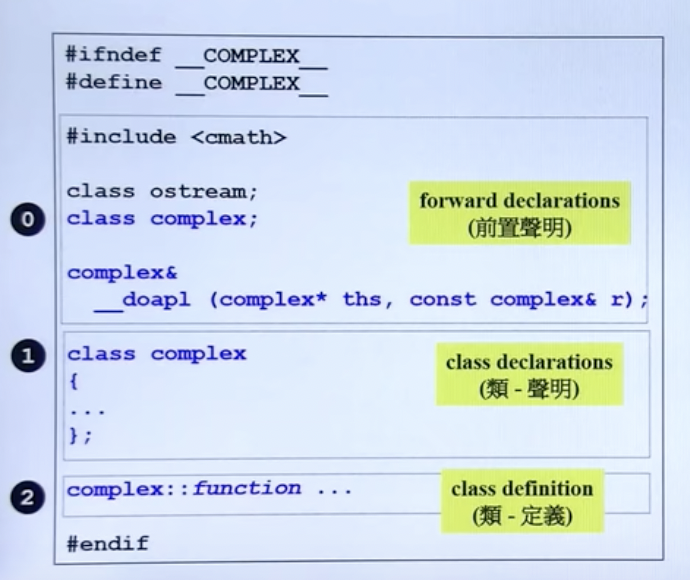 #ifndef __COMPLEX__
#define __COMPLEX__
#include <cmath>
class ostream;
class complex;
forward declarations
(前置聲明)
0
complex&
__doapl (complex* ths, const complex& r);
1
class complex
{
...
};
class declarations
(類 - 聲明)
2
complex::function ...
class definition
(類 - 定義)
#endif